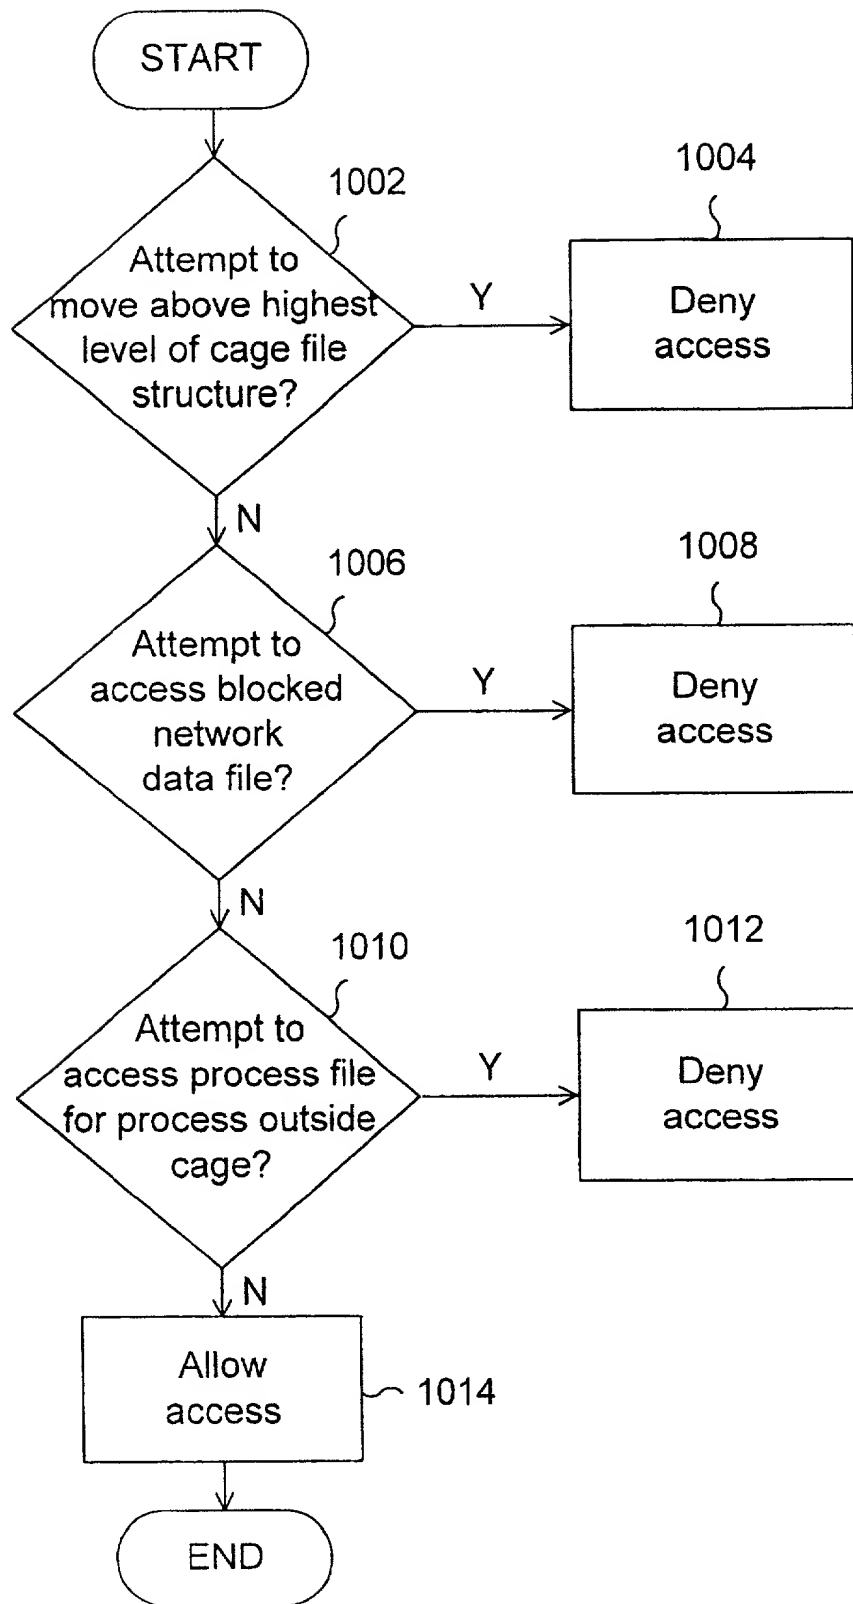 START
1002
1004
Attempt to
move above highest
level of cage file
structure?
Y
Deny
access
N
1006
1008
Attempt to
access blocked
network
data file?
Y
Deny
access
N
1010
1012
Attempt to
access process file
for process outside
cage?
Y
Deny
access
N
Allow
access
1014
END